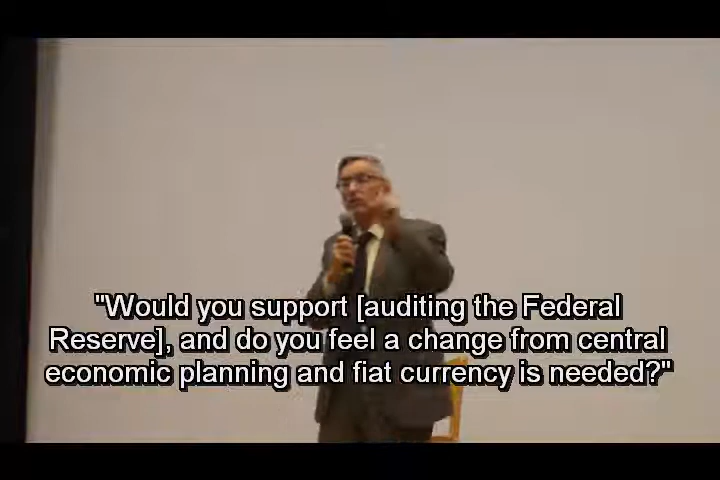 "Would you support [auditing the Federal
Reserve], and do you feel a change from central
economic planning and fiat currency is needed?"